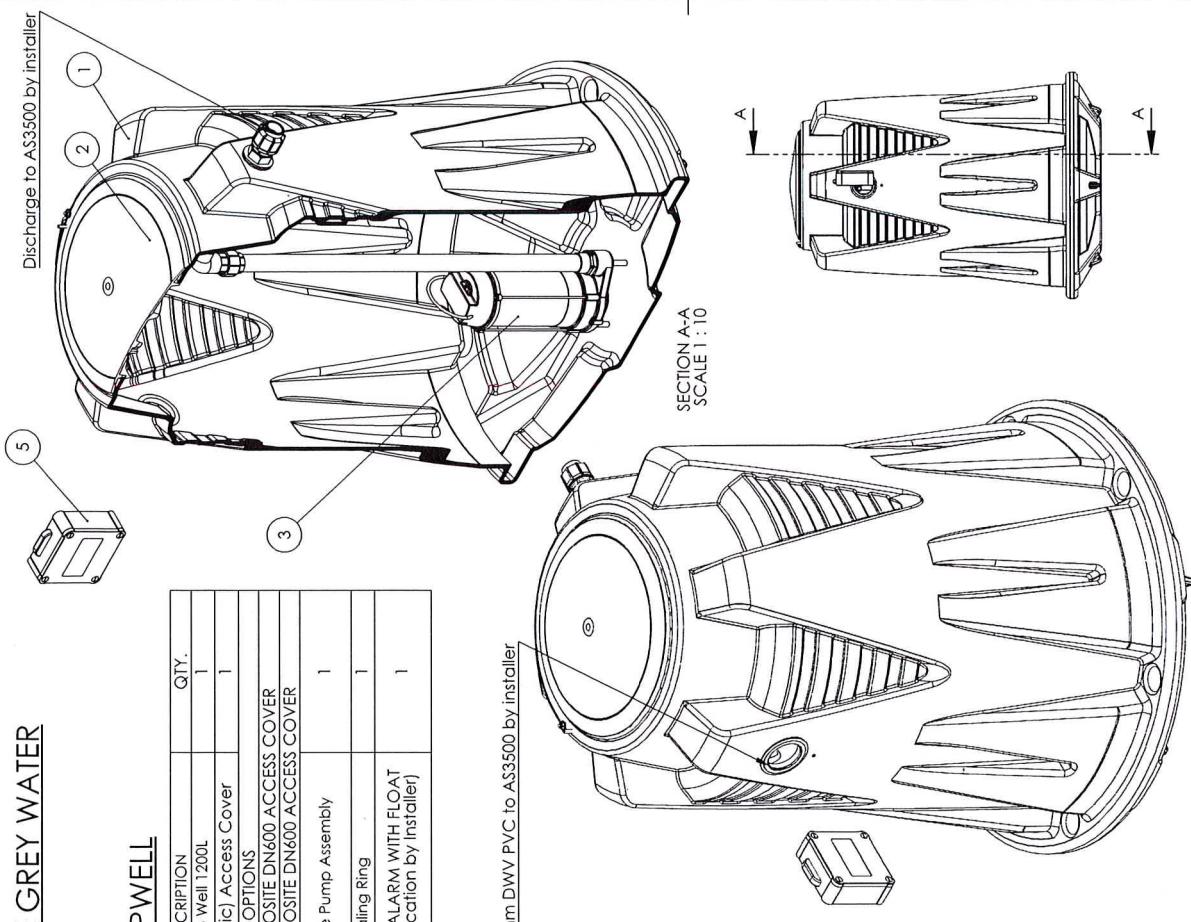 GREY WATER
PWELL
CRIPTION QTY.
Well 1200L 1
ic) Access Cover 1
OPTIONS
OSITE DN600 ACCESS COVER
OSITE DN600 ACCESS COVER
e Pump Assembly 1
aling Ring 1
ALARM WITH FLOAT
cation by Installer) 1
m DWV PVC to AS3500 by installer
Discharge to AS3500 by installer
1
2
3
5
SECTION A-A
SCALE 1 : 10
A
A